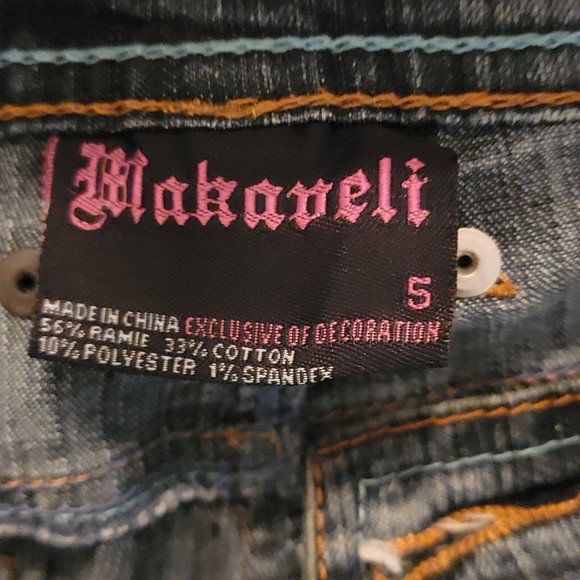 Makaveli
5
MADE IN CHINA EXCLUSIVE OF DECORATION
56% RAMIE 33% COTTON
10% POLYESTER 1% SPANDEX